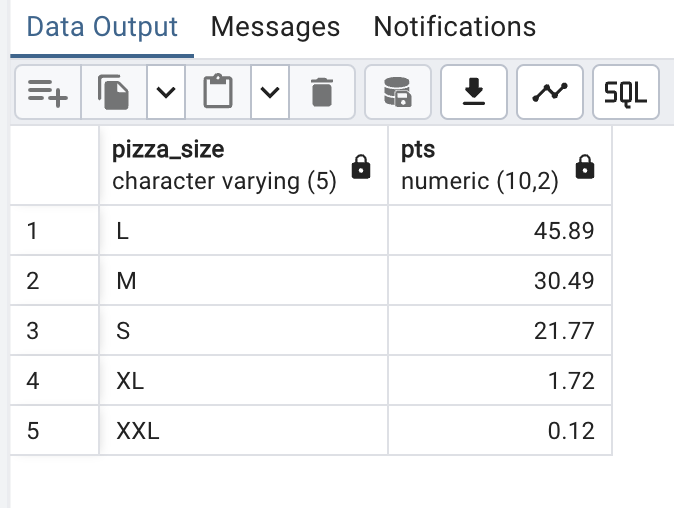 Data Output Messages Notifications
SQL
pizza_size pts
character varying (5) numeric (10,2)
1 L 45.89
2 M 30.49
3 S 21.77
4 XL 1.72
5 XXL 0.12